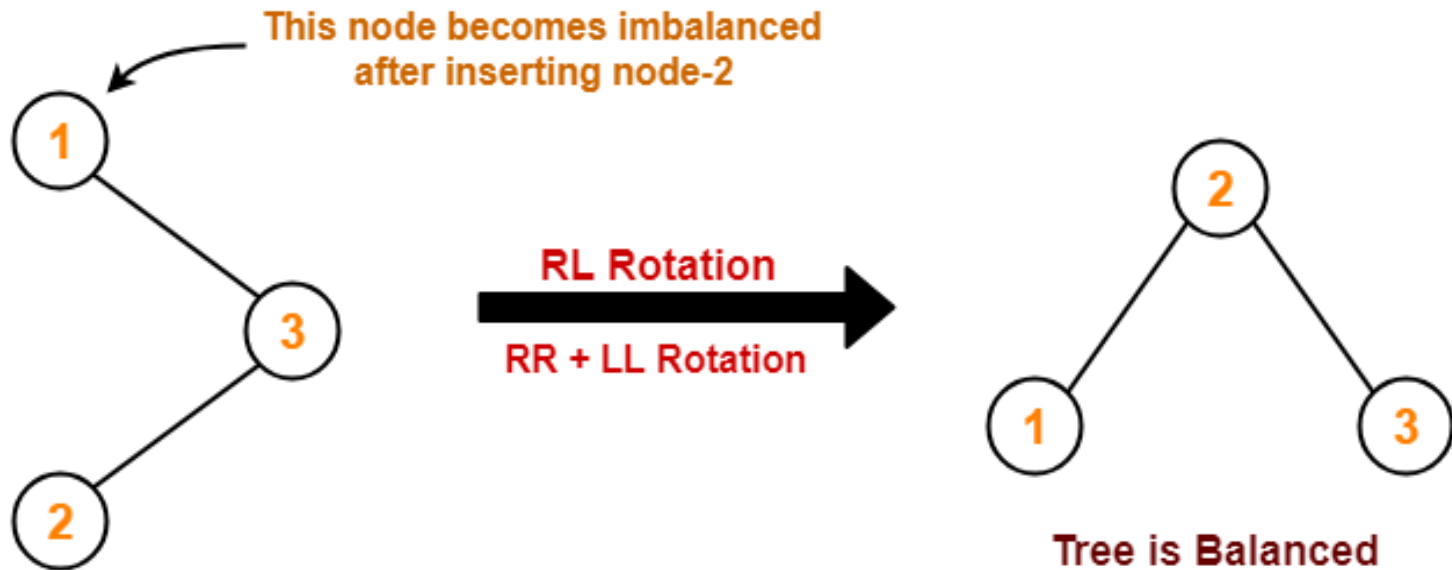 This node becomes imbalanced
after inserting node-2
1
3
2
RL Rotation
RR + LL Rotation
2
1
3
Tree is Balanced